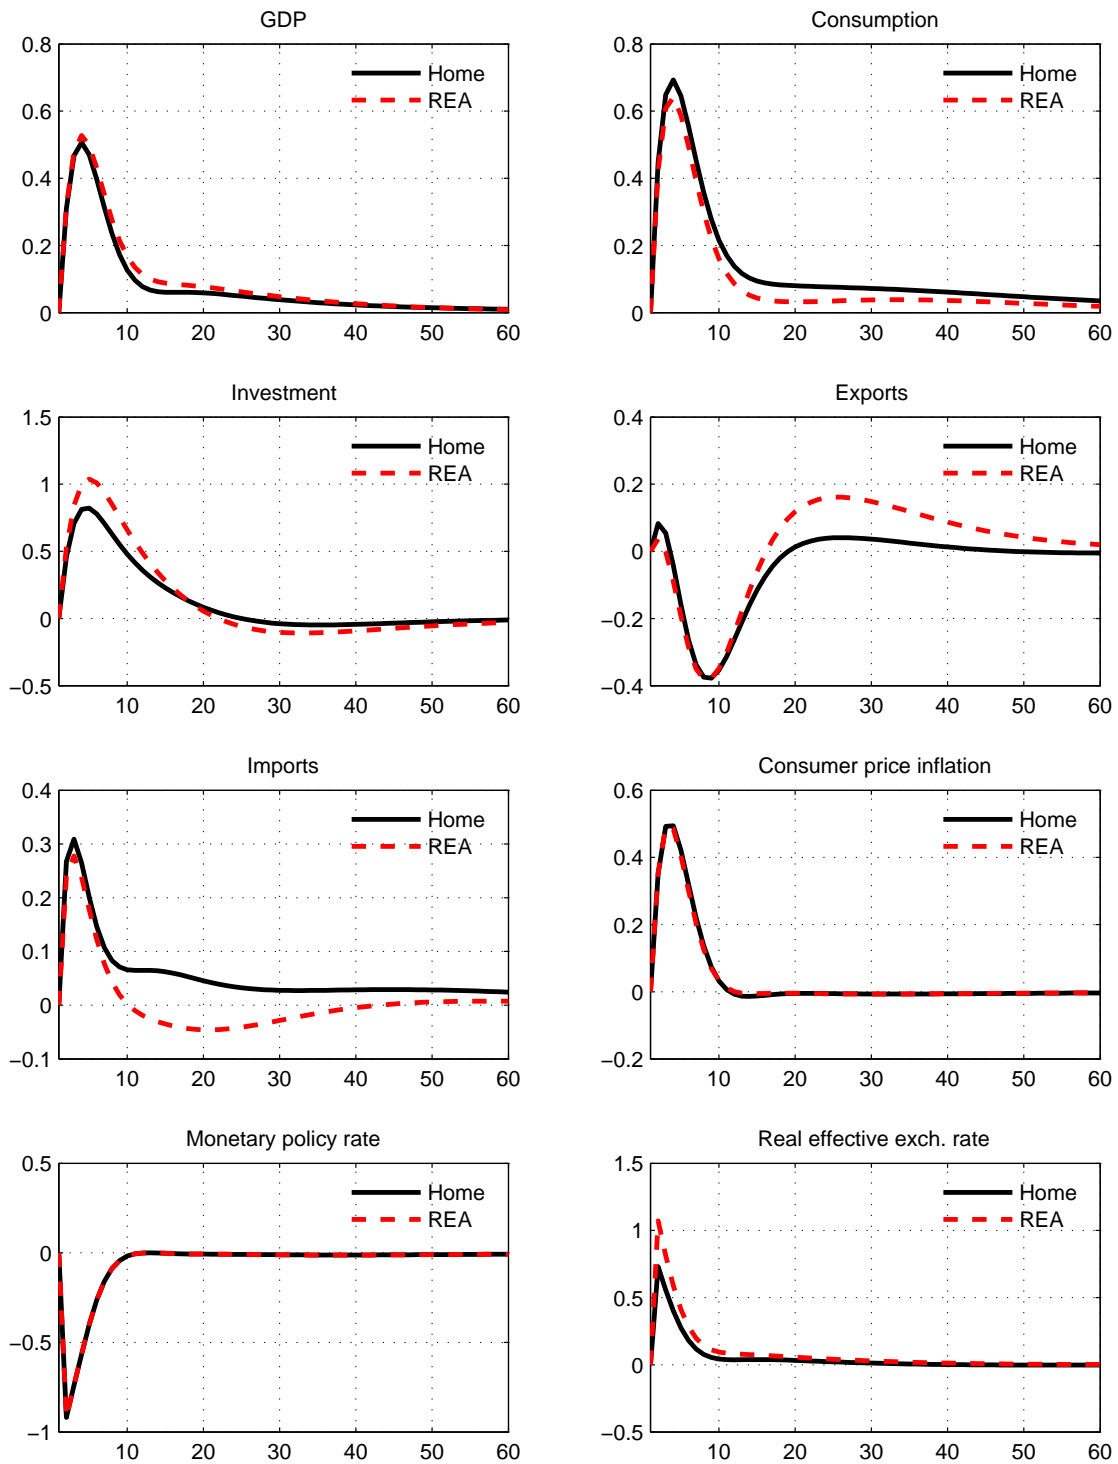 GDP
0.8
0.6
0.4
0.2
0
10 20 30 40 50 60
Home
REA
Consumption
0.8
0.6
0.4
0.2
0
10 20 30 40 50 60
Home
REA
Investment
1.5
1
0.5
0
−0.5
10 20 30 40 50 60
Home
REA
Exports
0.4
0.2
0
−0.2
−0.4
10 20 30 40 50 60
Home
REA
Imports
0.4
0.3
0.2
0.1
0
−0.1
10 20 30 40 50 60
Home
REA
Consumer price inflation
0.6
0.4
0.2
0
−0.2
10 20 30 40 50 60
Home
REA
Monetary policy rate
0.5
0
−0.5
−1
10 20 30 40 50 60
Home
REA
Real effective exch. rate
1.5
1
0.5
0
−0.5
10 20 30 40 50 60
Home
REA